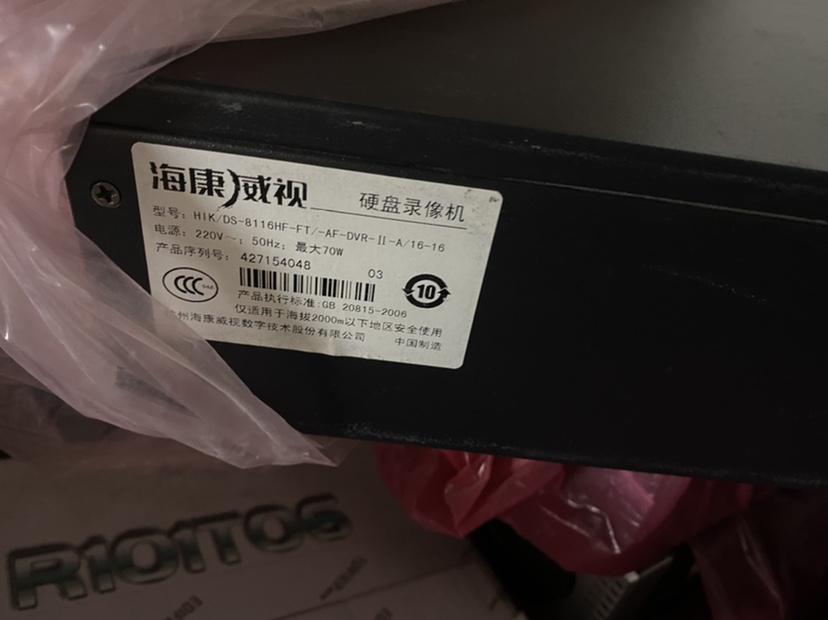 海康威视 硬盘录像机
型号：HIK/DS-8116HF-FT/-AF-DVR-II-A/16-16
电源：220V～；50Hz；最大70W
产品序列号：427154048 03
CCC S&E
10
产品执行标准:GB 20815-2006
仅适用于海拔2000m以下地区安全使用
州海康威视数字技术股份有限公司 中国制造
R101T06